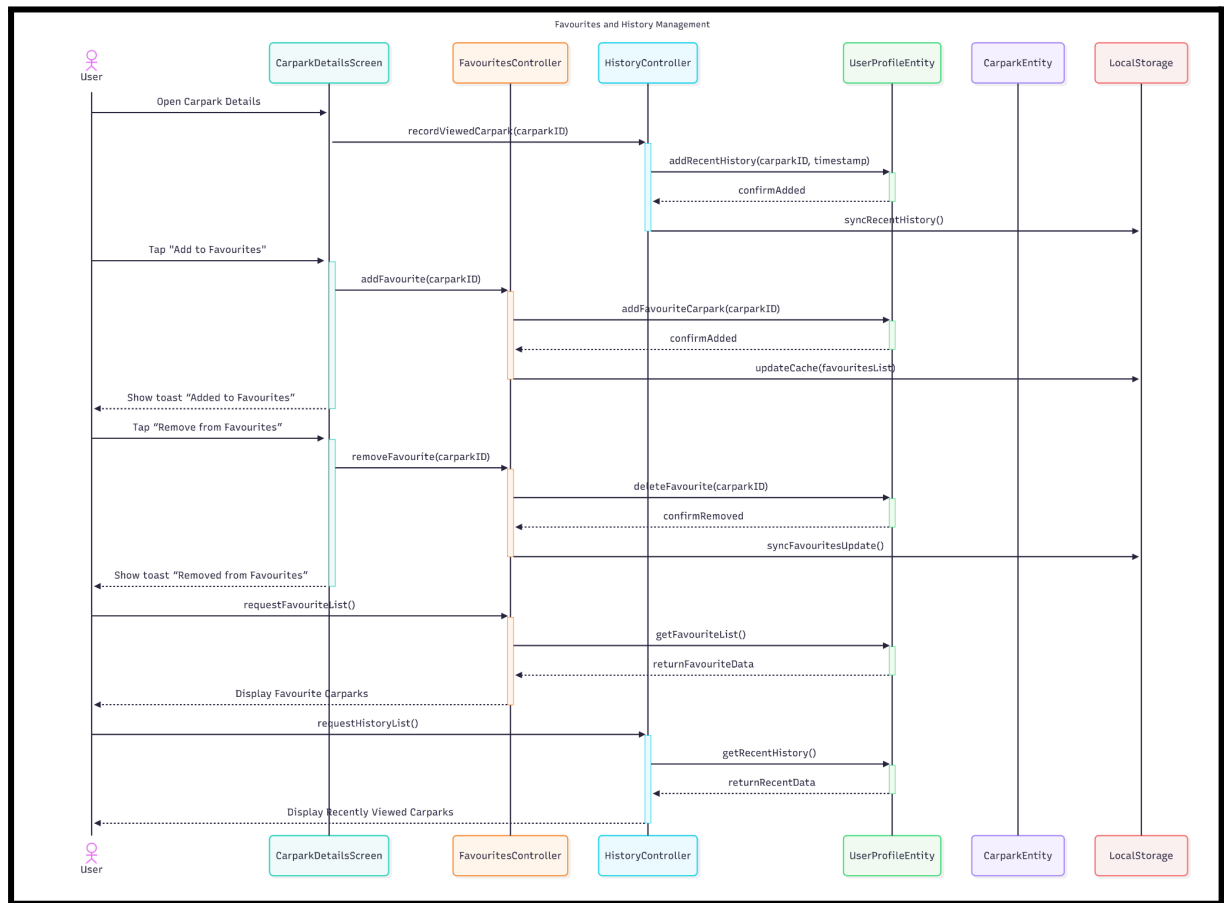 Favourites and History Management
User
CarparkDetailsScreen
FavouritesController
HistoryController
UserProfileEntity
CarparkEntity
LocalStorage
Open Carpark Details
recordViewedCarpark(carparkID)
addRecentHistory(carparkID, timestamp)
confirmAdded
syncRecentHistory()
Tap "Add to Favourites"
addFavourite(carparkID)
addFavouriteCarpark(carparkID)
confirmAdded
updateCache(favouritesList)
Show toast “Added to Favourites”
Tap “Remove from Favourites”
removeFavourite(carparkID)
deleteFavourite(carparkID)
confirmRemoved
syncFavouritesUpdate()
Show toast “Removed from Favourites”
requestFavouriteList()
getFavouriteList()
returnFavouriteData
Display Favourite Carparks
requestHistoryList()
getRecentHistory()
returnRecentData
Display Recently Viewed Carparks
User
CarparkDetailsScreen
FavouritesController
HistoryController
UserProfileEntity
CarparkEntity
LocalStorage